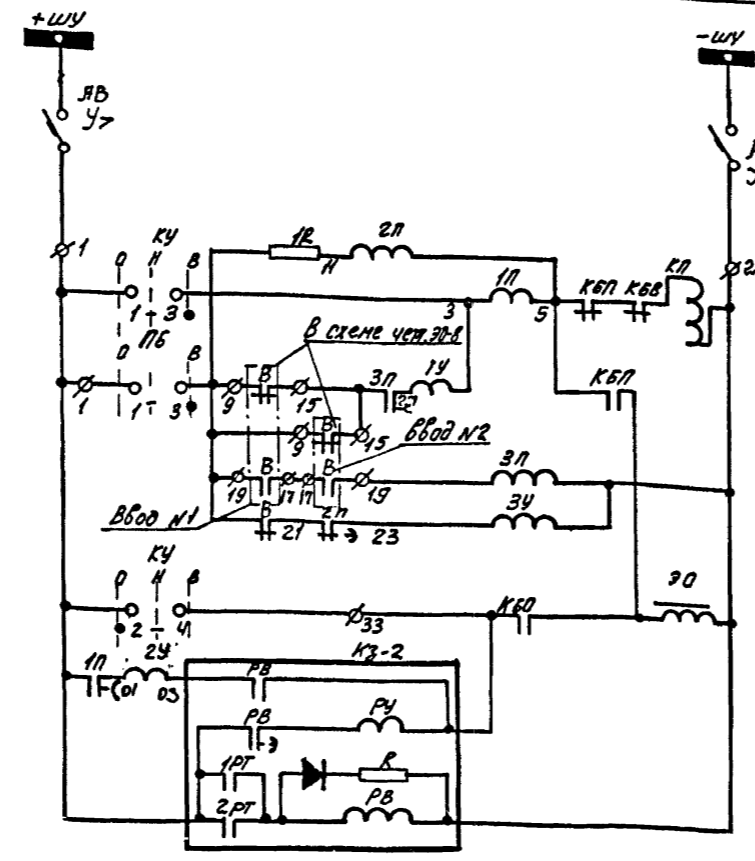 +ШУ
-ШУ
АВ
У>
1
2
КУ
О Н В
1 3
1R
Н
2П
3
1П
5
КБП
КБВ
КП
ПБ
О В
1
1 3
В схеме черт. ЭО-8
9
В
15
3П
1У
КБП
9
В
15
Ввод №2
19
В
17
17
В
19
3П
Ввод №1
В
21
2П
23
3У
КУ
О Н В
2 4
33
КБО
ЭО
1П
2У
01
03
КЗ-2
РВ
РВ
РУ
1РТ
R
2РТ
РВ